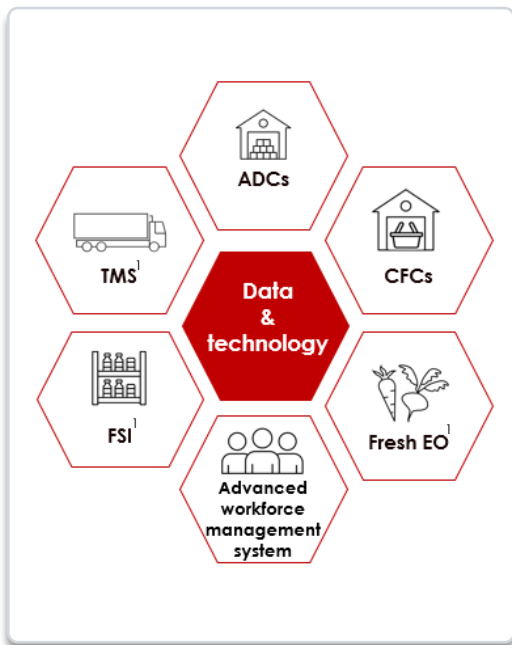 ADCs
TMS1
CFCs
Data
&
technology
FSI1
Fresh EO1
Advanced
workforce
management
system